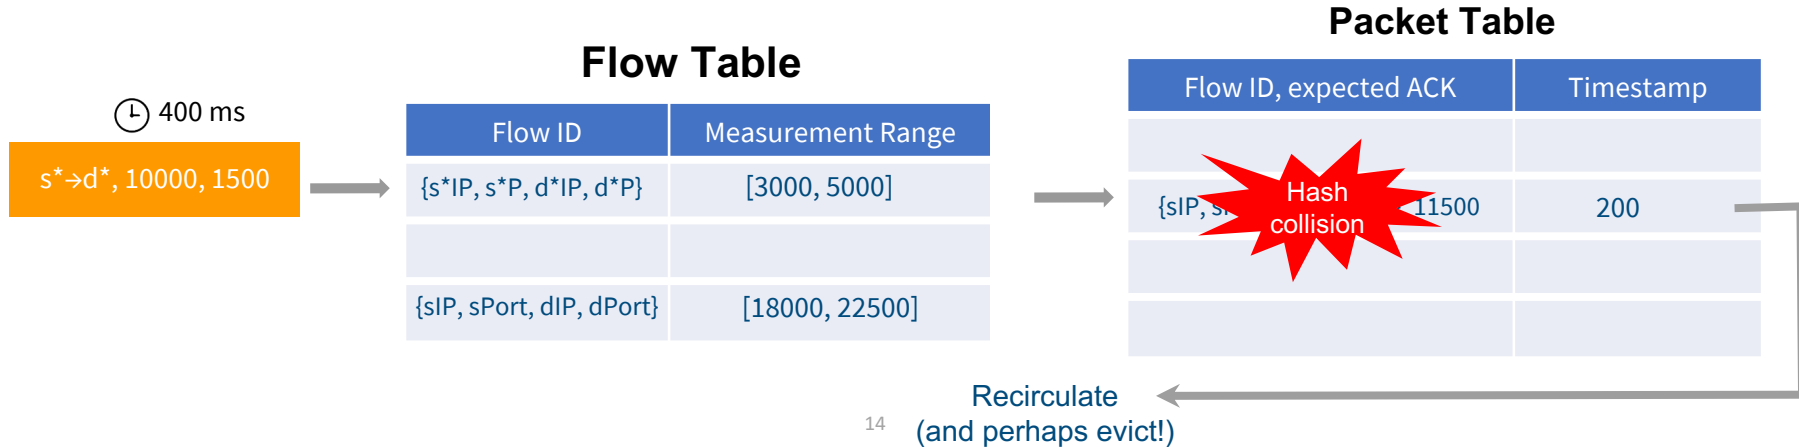 Packet Table
Flow Table
Flow ID, expected ACK Timestamp
400 ms
Flow ID Measurement Range
s*→d*, 10000, 1500
{s*IP, s*P, d*IP, d*P} [3000, 5000]
{sIP, 11500 200
Hash
collision
{sIP, sPort, dIP, dPort} [18000, 22500]
Recirculate
(and perhaps evict!)
14